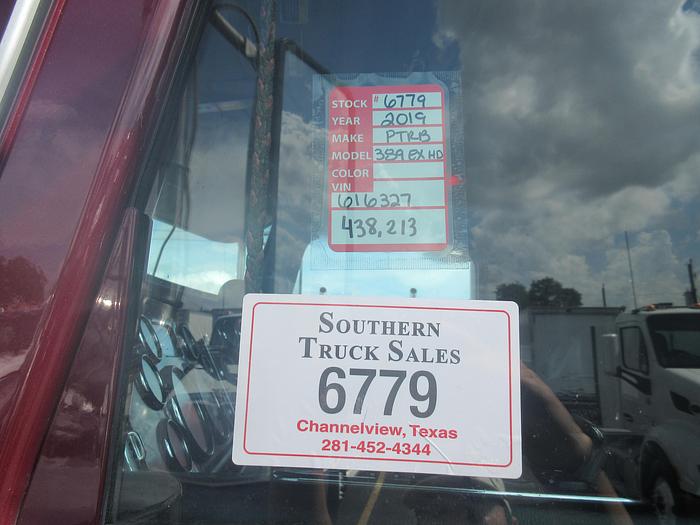 STOCK # 6779
YEAR 2019
MAKE PTRB
MODEL 389 EX HD
COLOR
VIN
616327
438,213
SOUTHERN
TRUCK SALES
6779
Channelview, Texas
281-452-4344